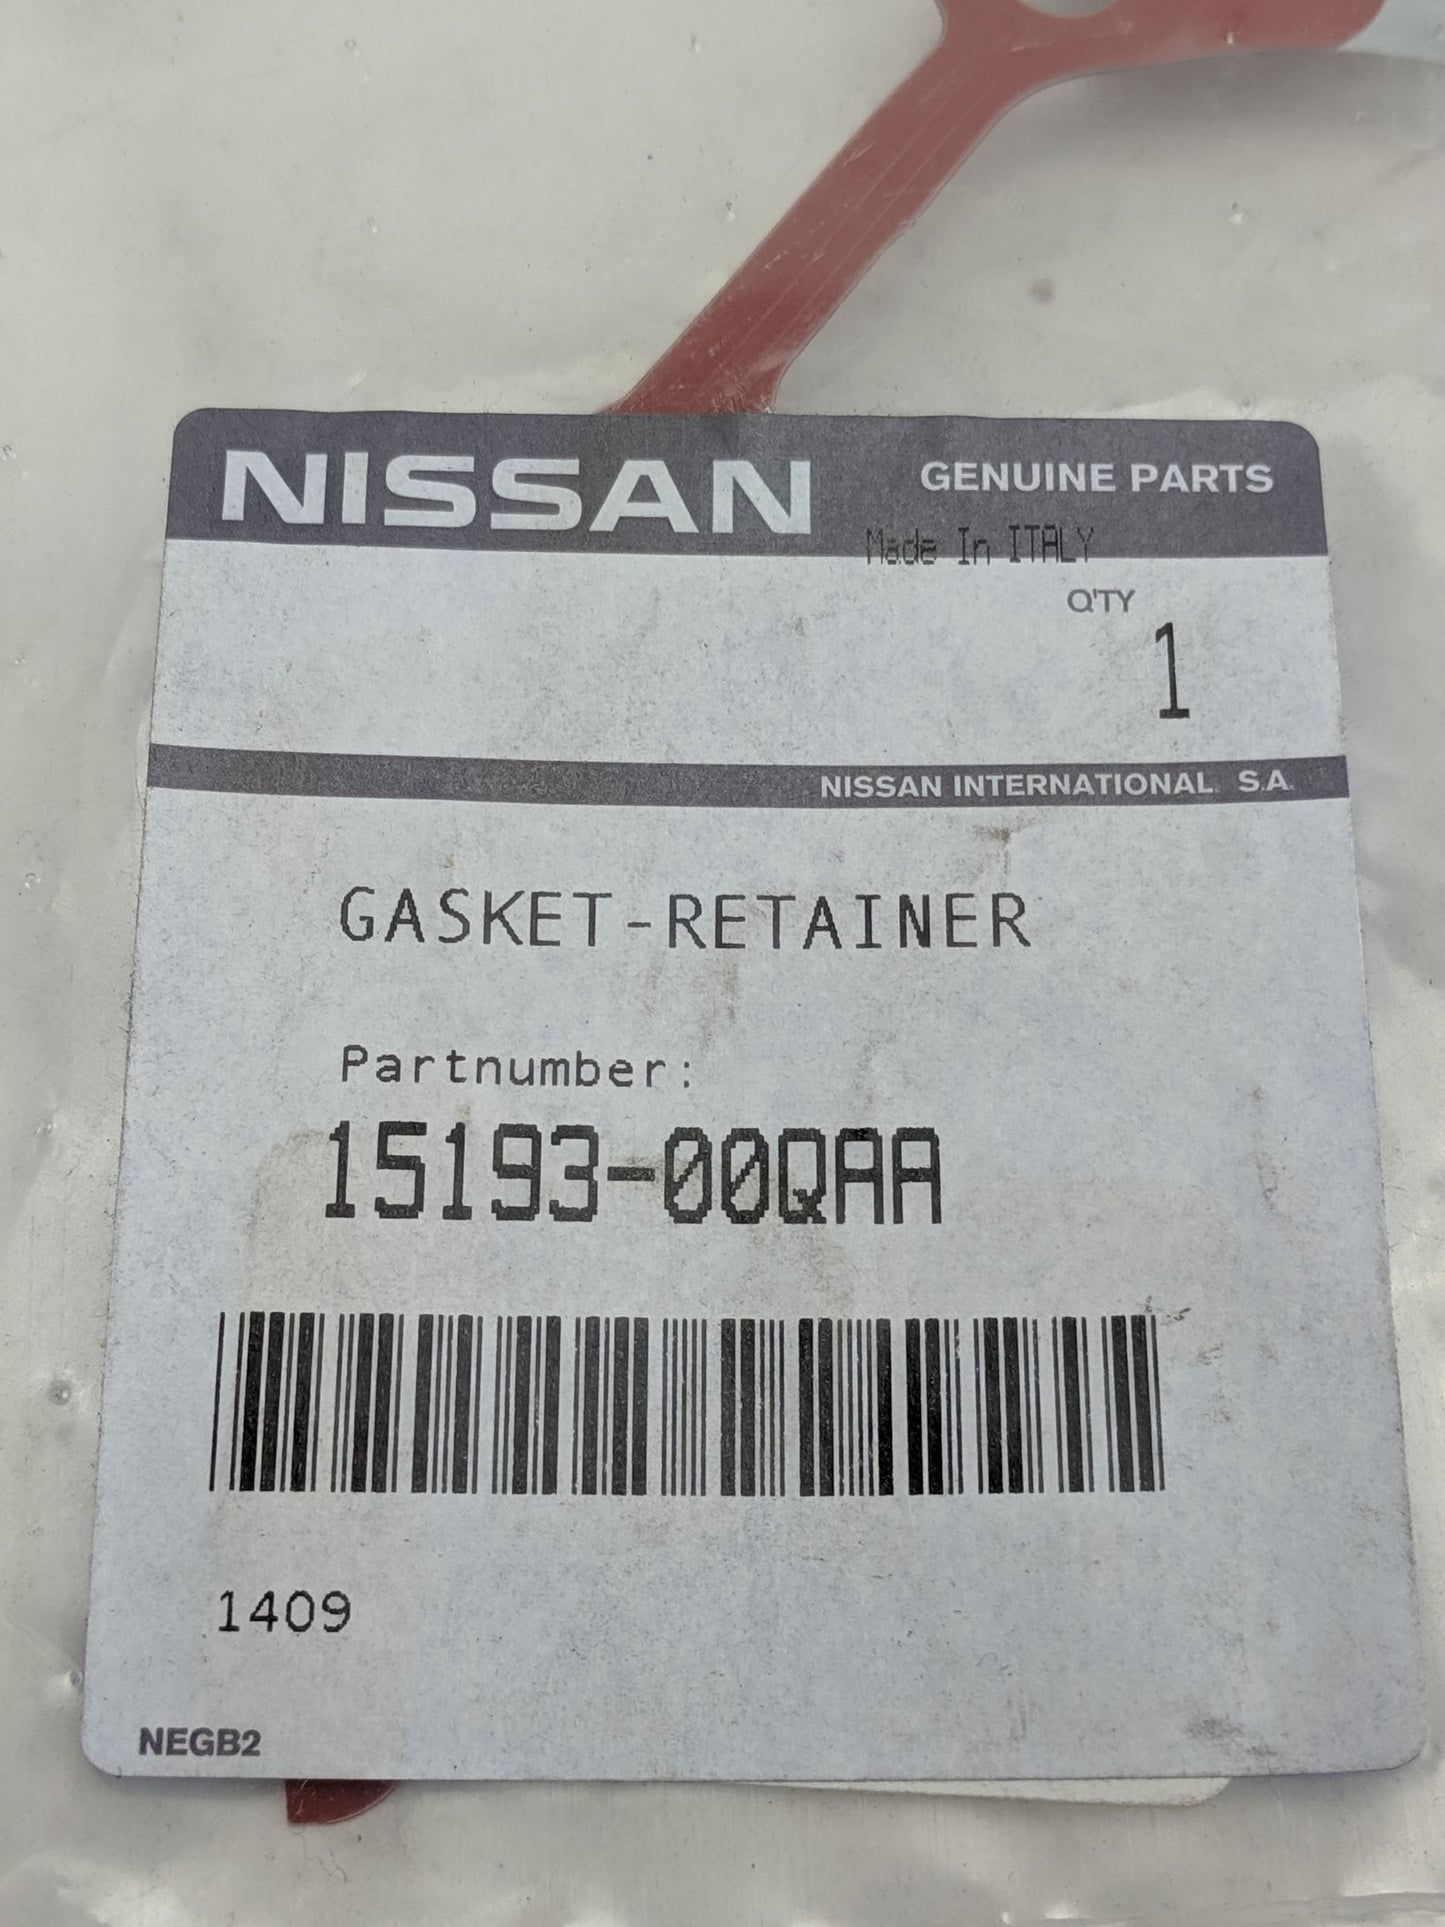 NISSAN GENUINE PARTS
Made In ITALY
Q'TY
1
NISSAN INTERNATIONAL S.A.
GASKET-RETAINER
Partnumber:
15193-00QAA
1409
NEGB2